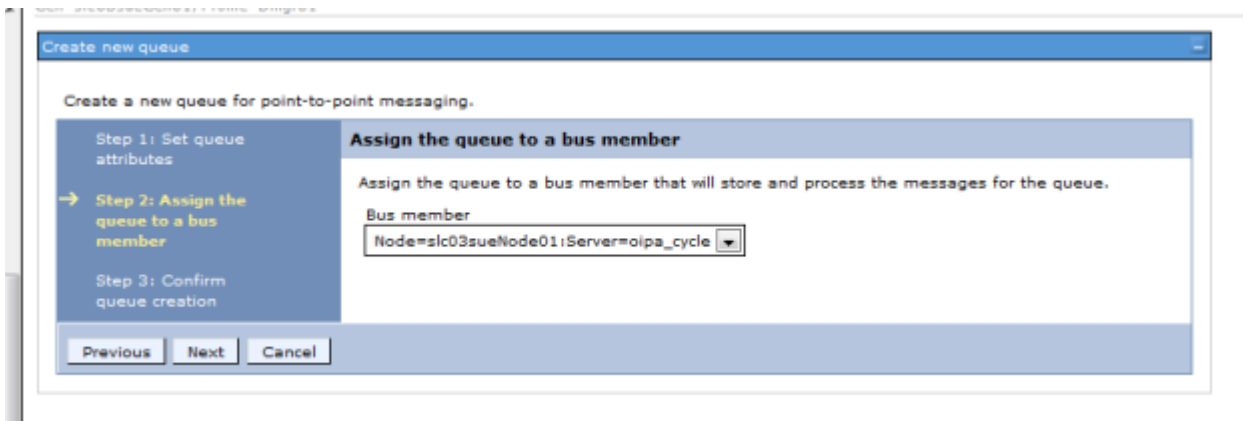 Create new queue
Create a new queue for point-to-point messaging.
Step 1: Set queue
attributes
Step 2: Assign the
queue to a bus
member
Step 3: Confirm
queue creation
Assign the queue to a bus member
Assign the queue to a bus member that will store and process the messages for the queue.
Bus member
Node=slc03sueNode01:Server=oipa_cycle
Previous Next Cancel